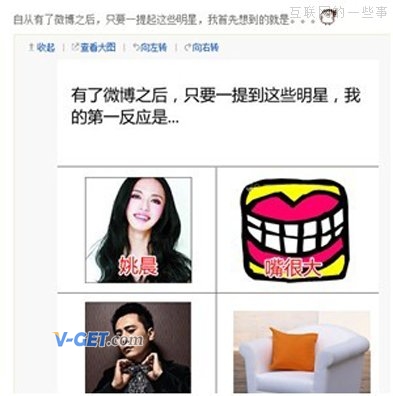 互联网的一些事
自从有了微博之后，只要一提起这些明星，我首先想到的就是。。。
收起 | 查看大图 | 向左转 | 向右转
有了微博之后，只要一提到这些明星，我
的第一反应是...
姚晨
嘴很大
V-GET.com